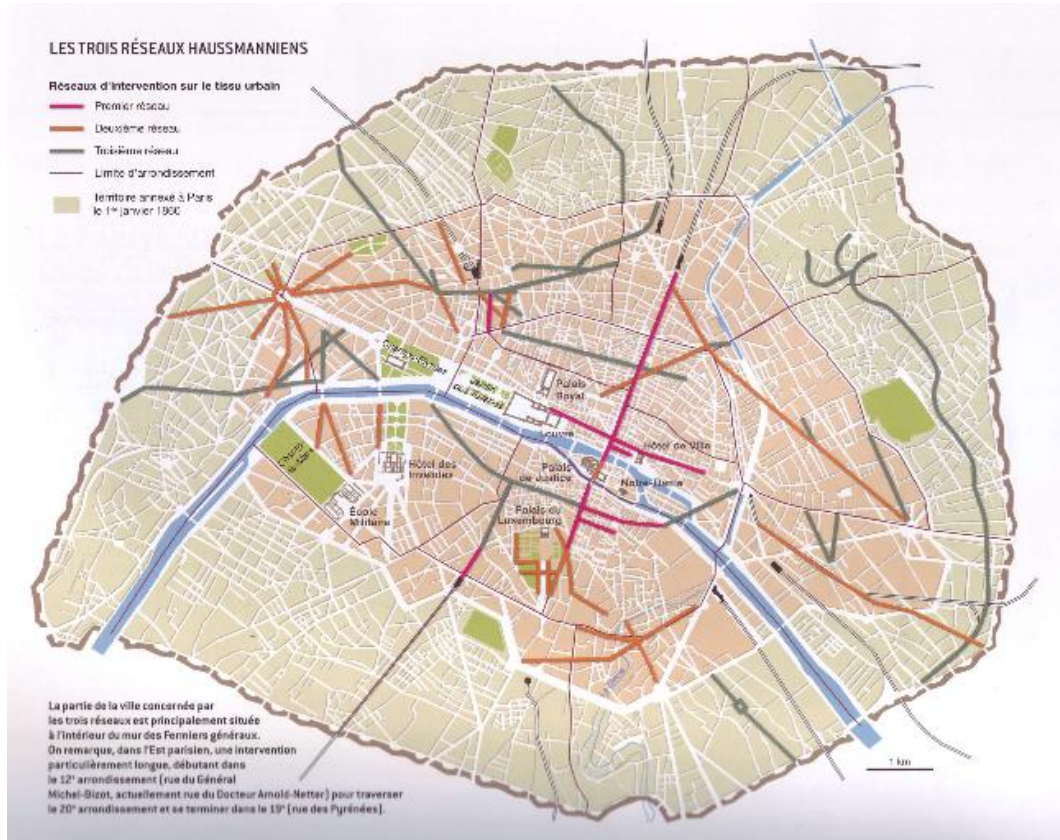 LES TROIS RÉSEAUX HAUSSMANNIENS
Réseaux d'intervention sur le tissu urbain
Premier réseau
Deuxième réseau
Troisième réseau
Limite d'arrondissement
Territoire annexé à Paris
le 1er janvier 1860
Palais
Royal
Louvre
Hôtel de Ville
Palais
de Justice
Notre-Dame
Hôtel des
Invalides
École
Militaire
Palais du
Luxembourg
1 km
La partie de la ville concernée par
les trois réseaux est principalement située
à l'intérieur du mur des Fermiers généraux.
On remarque, dans l'Est parisien, une intervention
particulièrement longue, débutant dans
le 12e arrondissement (rue du Général
Michel-Bizot, actuellement rue du Docteur Arnold-Netter) pour traverser
le 20e arrondissement et se terminer dans le 19e (rue des Pyrénées).